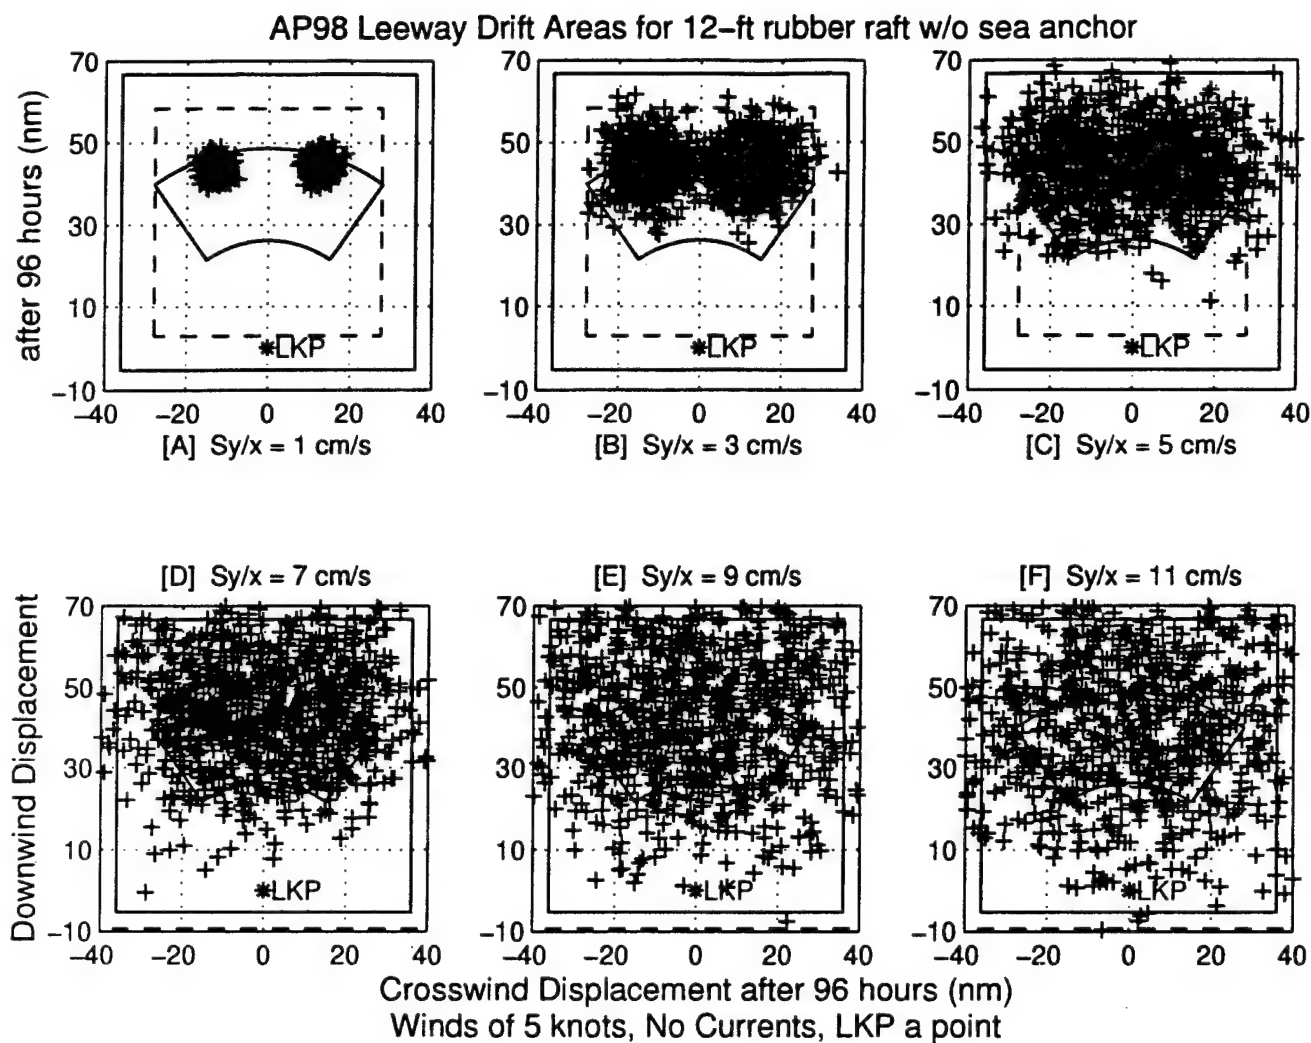 AP98 Leeway Drift Areas for 12-ft rubber raft w/o sea anchor
after 96 hours (nm)
70
50
30
10
-10
LKP
-40 -20 0 20 40
[A] Sy/x = 1 cm/s
70
50
30
10
-10
LKP
-40 -20 0 20 40
[B] Sy/x = 3 cm/s
70
50
30
10
-10
LKP
-40 -20 0 20 40
[C] Sy/x = 5 cm/s
Downwind Displacement
[D] Sy/x = 7 cm/s
70
50
30
10
-10
LKP
-40 -20 0 20 40
[E] Sy/x = 9 cm/s
70
50
30
10
-10
LKP
-40 -20 0 20 40
[F] Sy/x = 11 cm/s
70
50
30
10
-10
LKP
-40 -20 0 20 40
Crosswind Displacement after 96 hours (nm)
Winds of 5 knots, No Currents, LKP a point